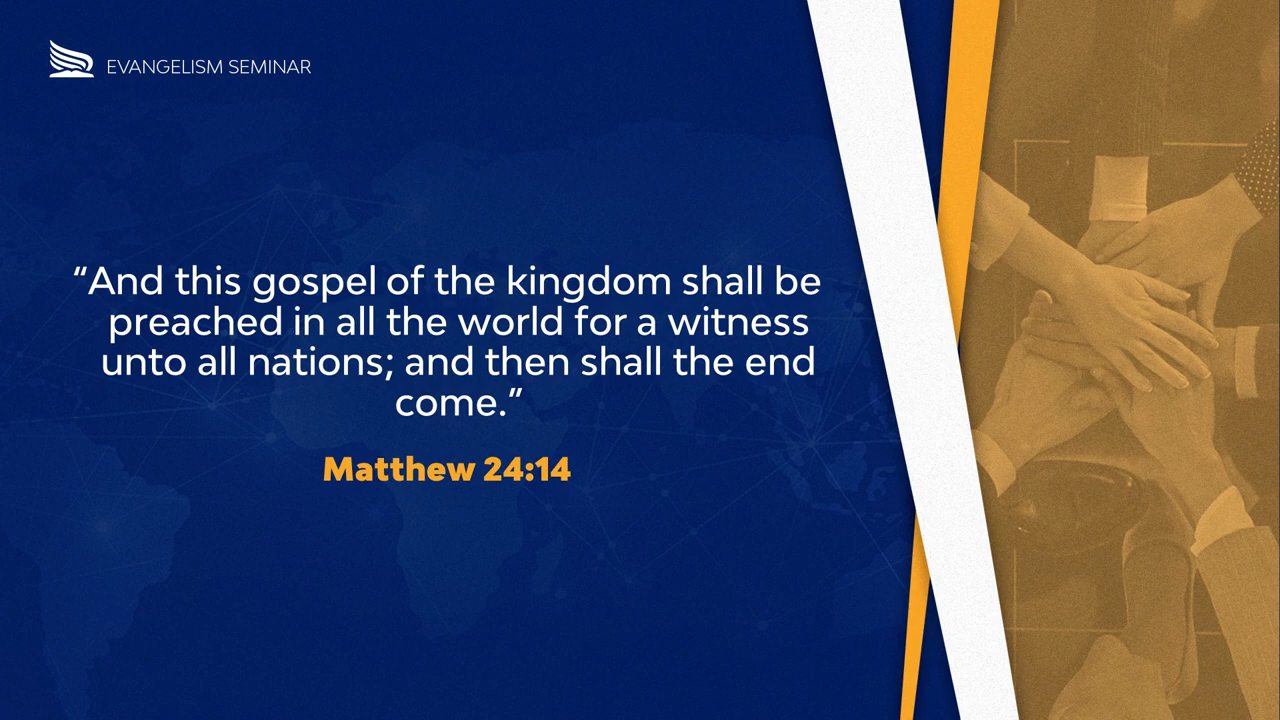 EVANGELISM SEMINAR
“And this gospel of the kingdom shall be
preached in all the world for a witness
unto all nations; and then shall the end
come.”
Matthew 24:14